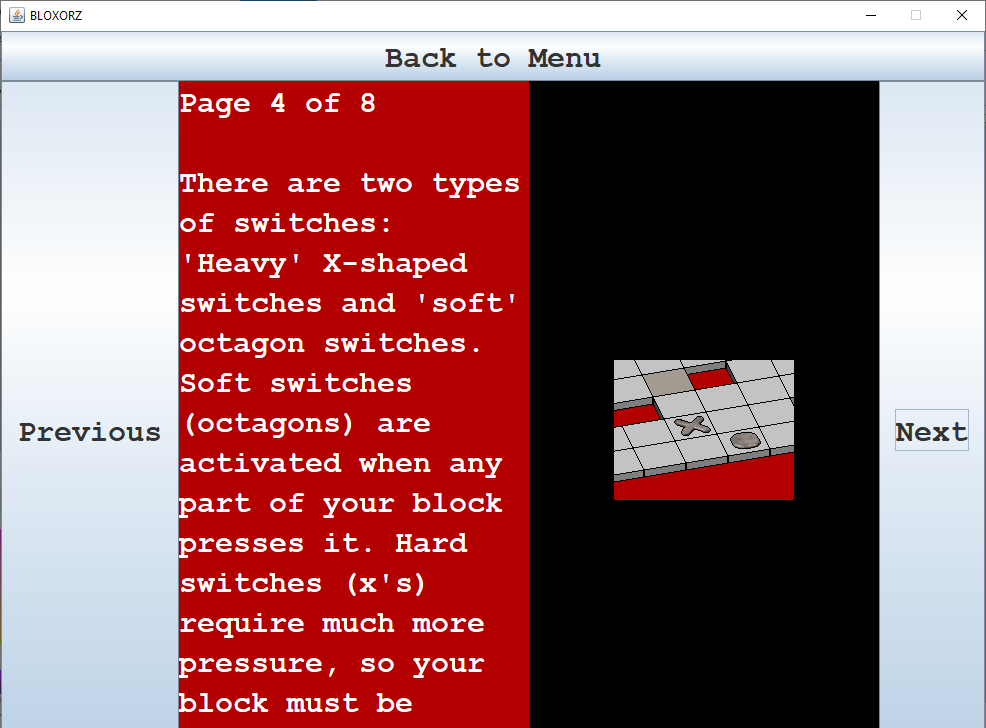 BLOXORZ
Back to Menu
Page 4 of 8
There are two types
of switches:
'Heavy' X-shaped
switches and 'soft'
octagon switches.
Soft switches
(octagons) are
activated when any
part of your block
presses it. Hard
switches (x's)
require much more
pressure, so your
block must be
Previous
Next